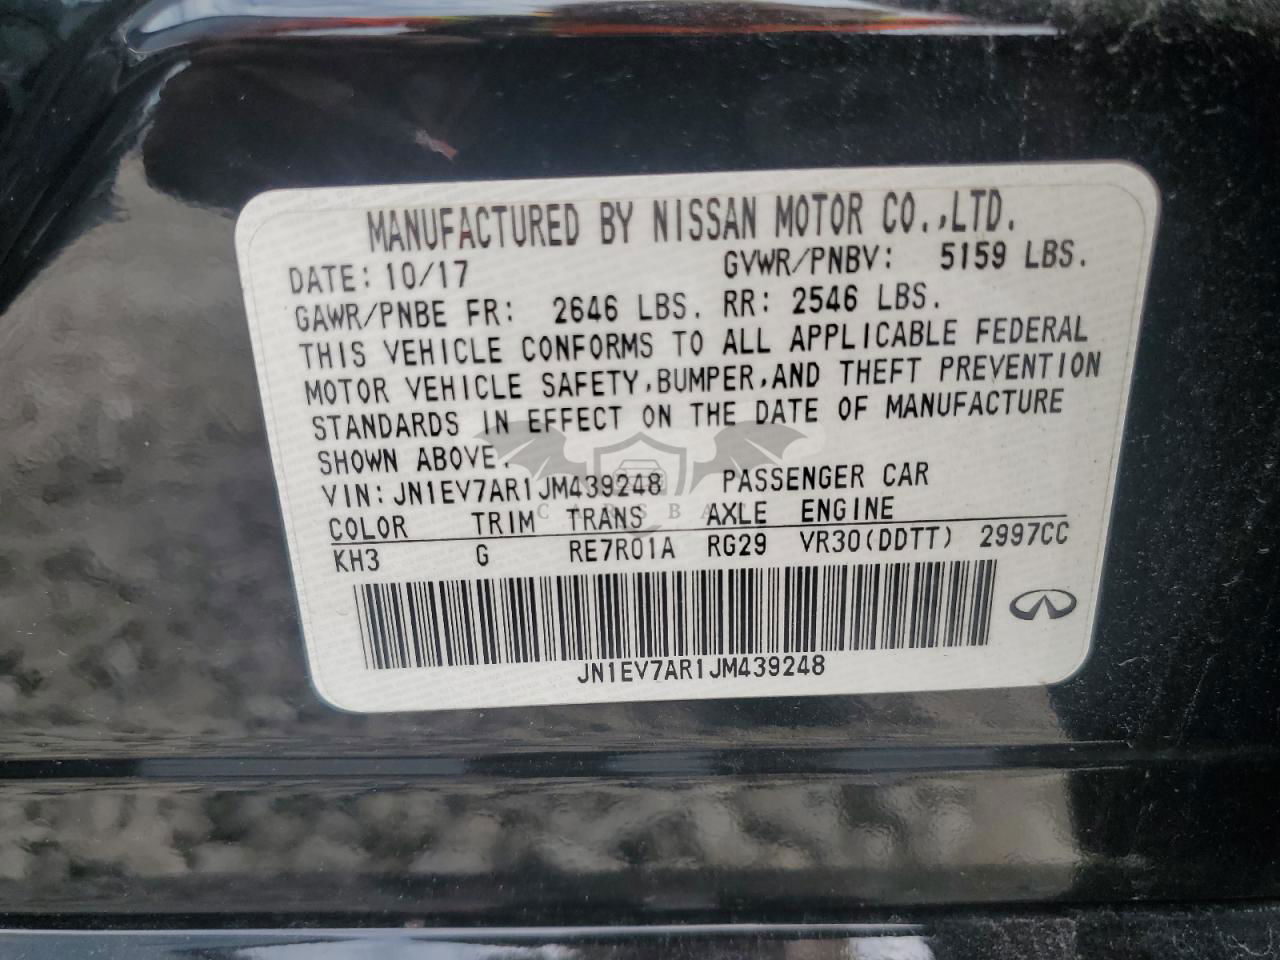 MANUFACTURED BY NISSAN MOTOR CO.,LTD.
DATE: 10/17 GVWR/PNBV: 5159 LBS.
GAWR/PNBE FR: 2646 LBS. RR: 2546 LBS.
THIS VEHICLE CONFORMS TO ALL APPLICABLE FEDERAL
MOTOR VEHICLE SAFETY,BUMPER,AND THEFT PREVENTION
STANDARDS IN EFFECT ON THE DATE OF MANUFACTURE
SHOWN ABOVE.
VIN:JN1EV7AR1JM439248 PASSENGER CAR
COLOR TRIM TRANS AXLE ENGINE
KH3 G RE7R01A RG29 VR30(DDTT) 2997CC
JN1EV7AR1JM439248